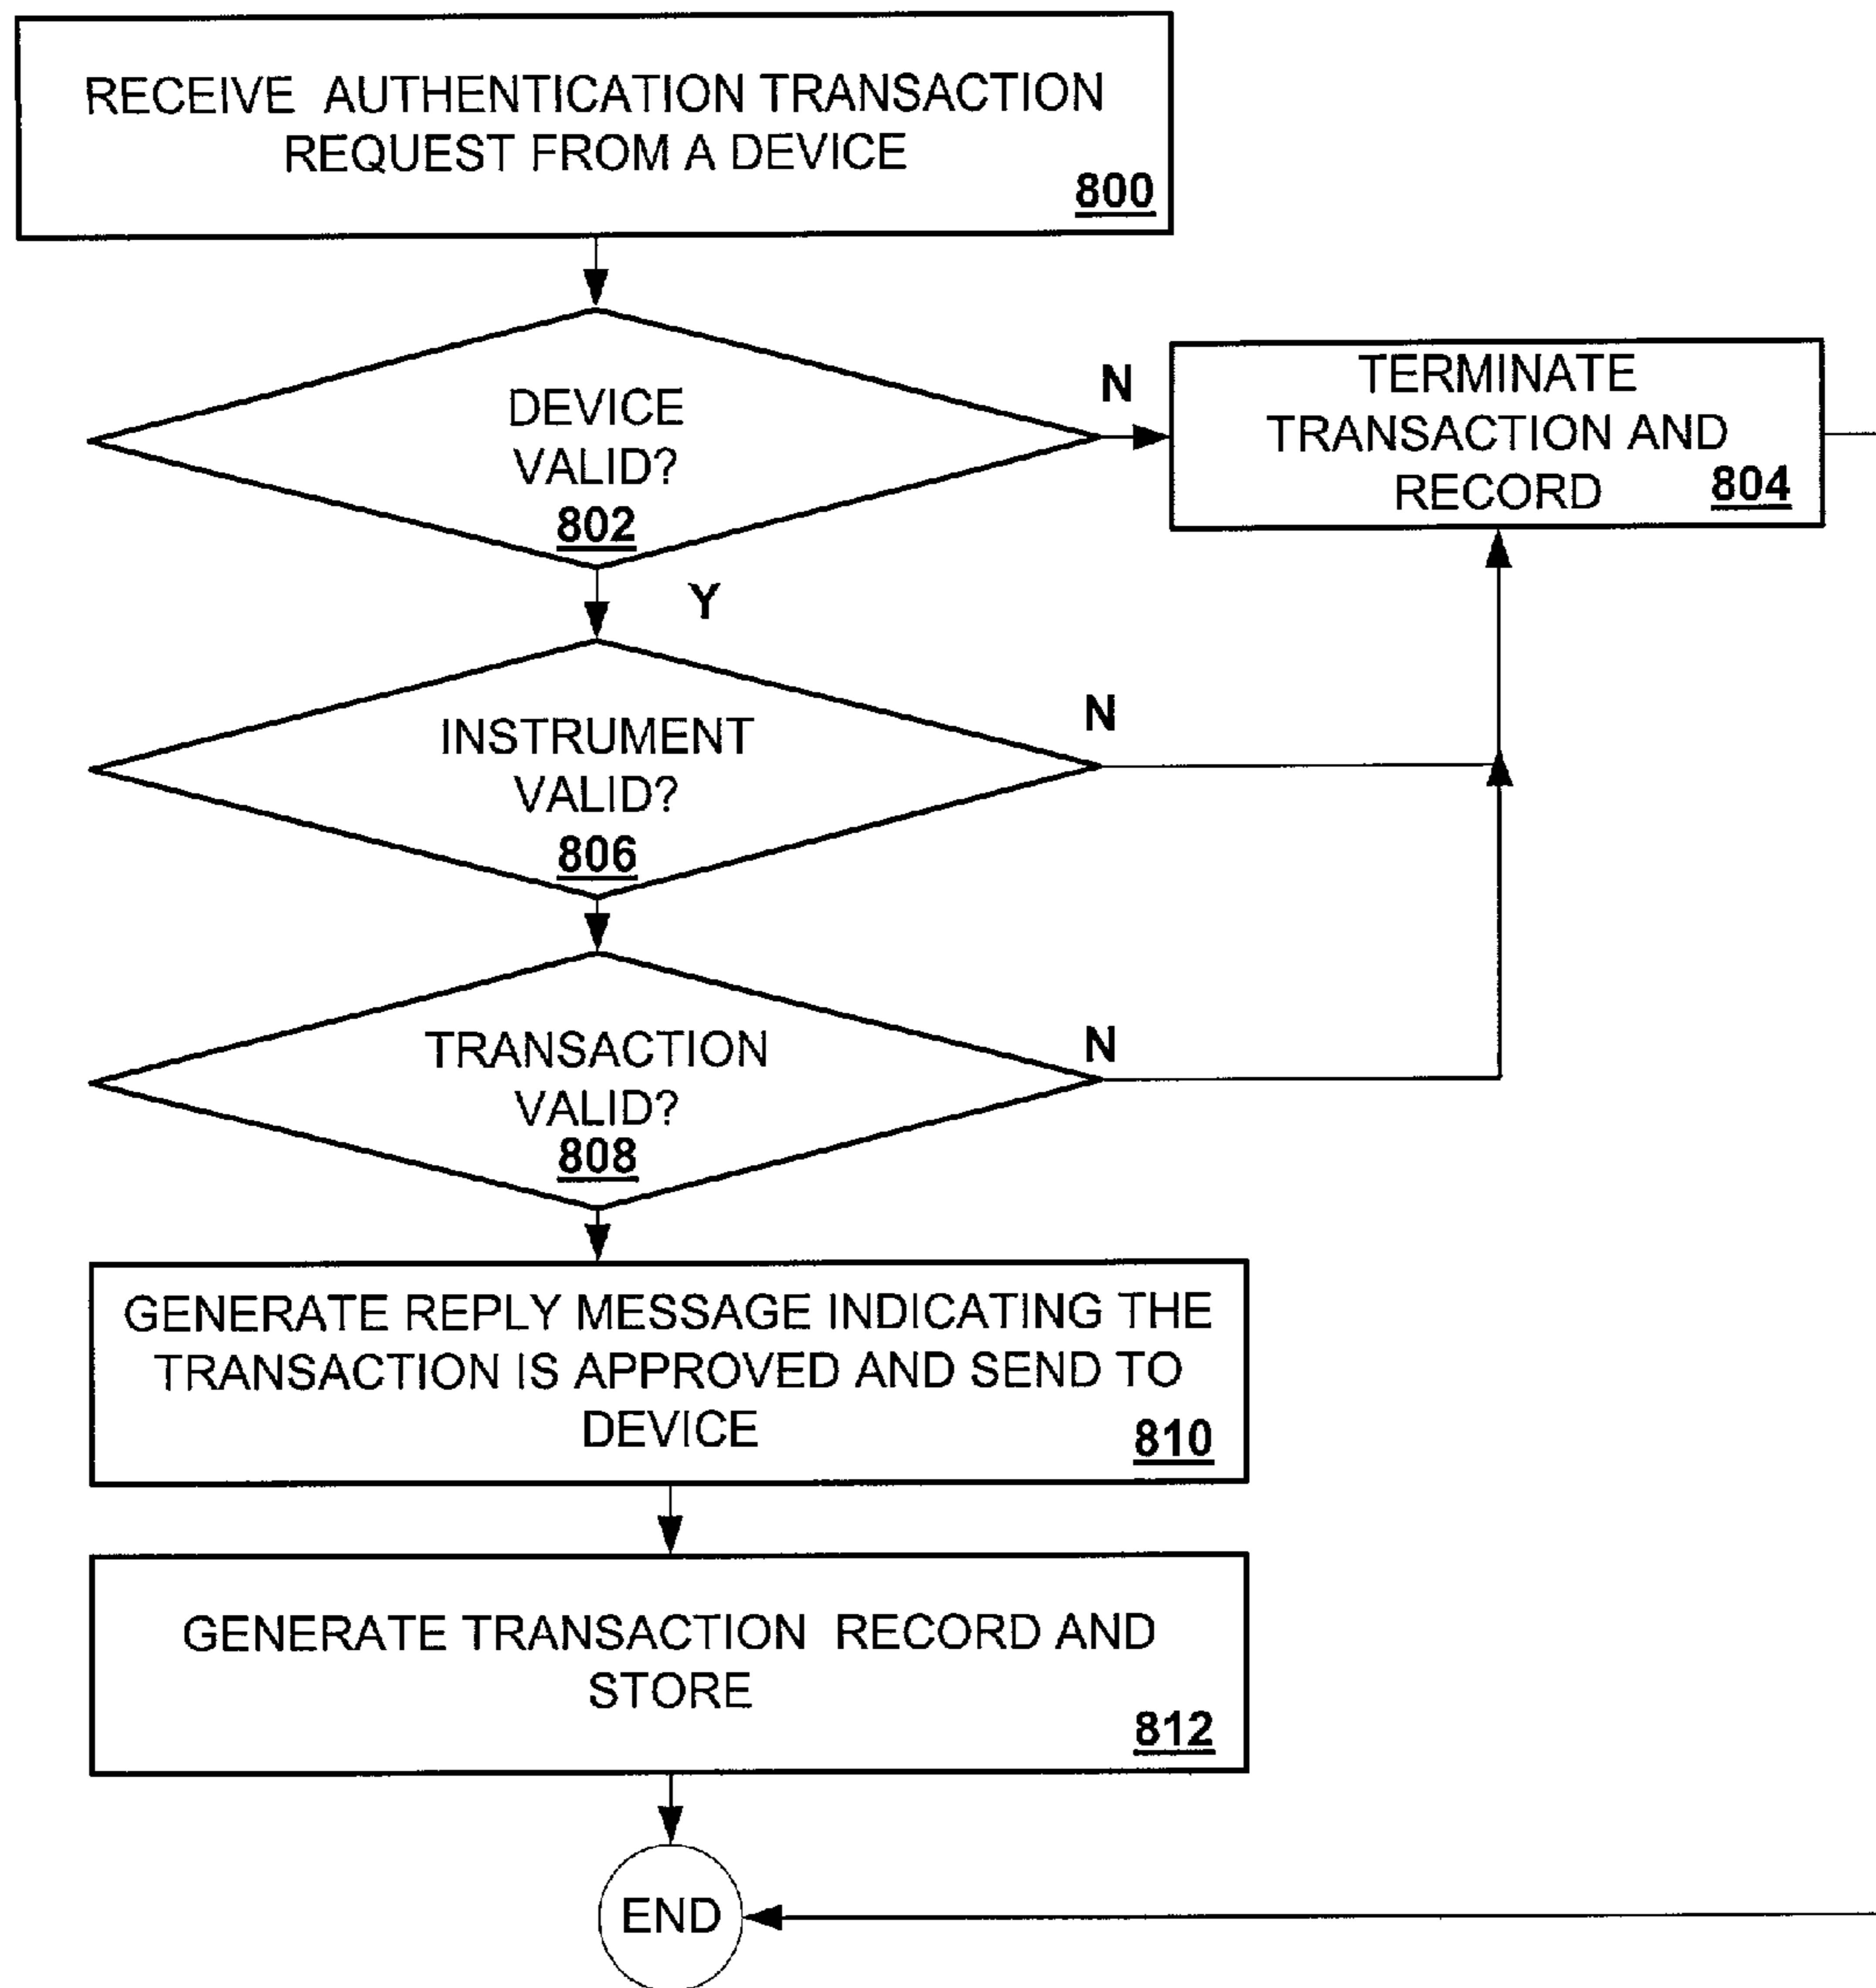 RECEIVE AUTHENTICATION TRANSACTION
REQUEST FROM A DEVICE
800
DEVICE
VALID?
802
N
TERMINATE
TRANSACTION AND
RECORD
804
Y
INSTRUMENT
VALID?
806
N
TRANSACTION
VALID?
808
N
GENERATE REPLY MESSAGE INDICATING THE
TRANSACTION IS APPROVED AND SEND TO
DEVICE
810
GENERATE TRANSACTION RECORD AND
STORE
812
END